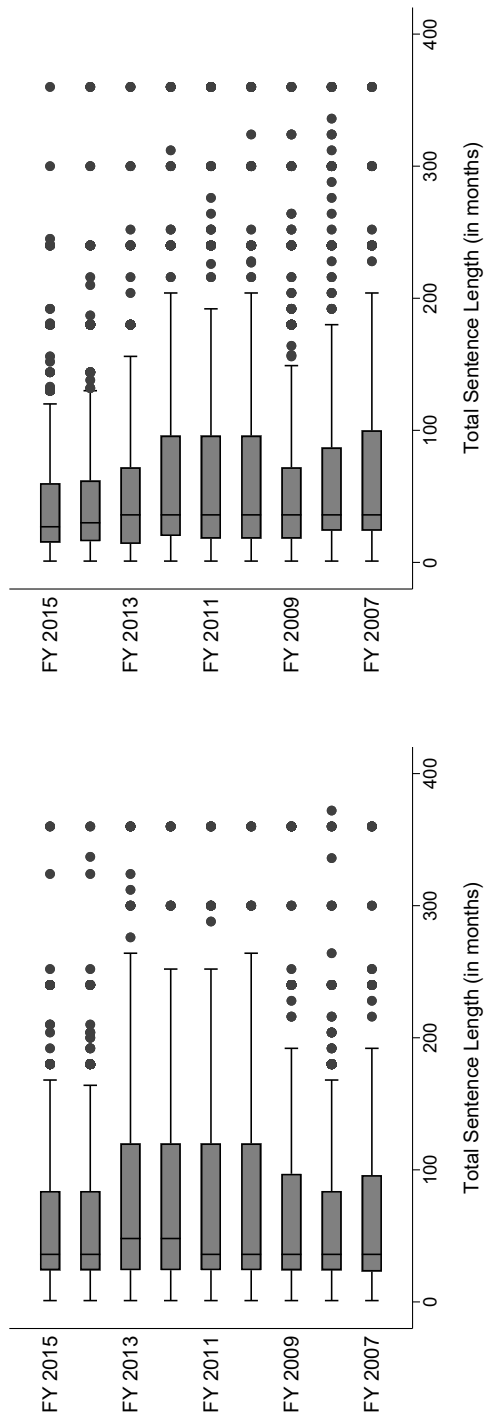 FY 2015
FY 2013
FY 2011
FY 2009
FY 2007
0
100
200
300
400
Total Sentence Length (in months)
FY 2015
FY 2013
FY 2011
FY 2009
FY 2007
0
100
200
300
400
Total Sentence Length (in months)